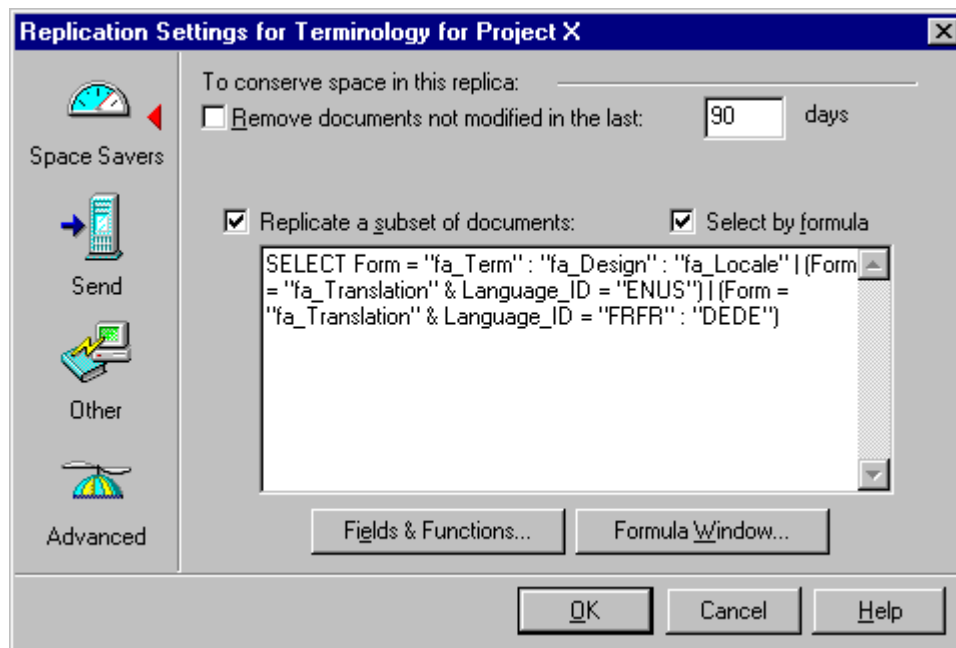 Replication Settings for Terminology for Project X
Space Savers
Send
Other
Advanced
To conserve space in this replica:
Remove documents not modified in the last: 90 days
Replicate a subset of documents: Select by formula
SELECT Form = "fa_Term" : "fa_Design" : "fa_Locale" | (Form
= "fa_Translation" & Language_ID = "ENUS") | (Form =
"fa_Translation" & Language_ID = "FRFR" : "DEDE")
Fields & Functions... Formula Window...
OK Cancel Help